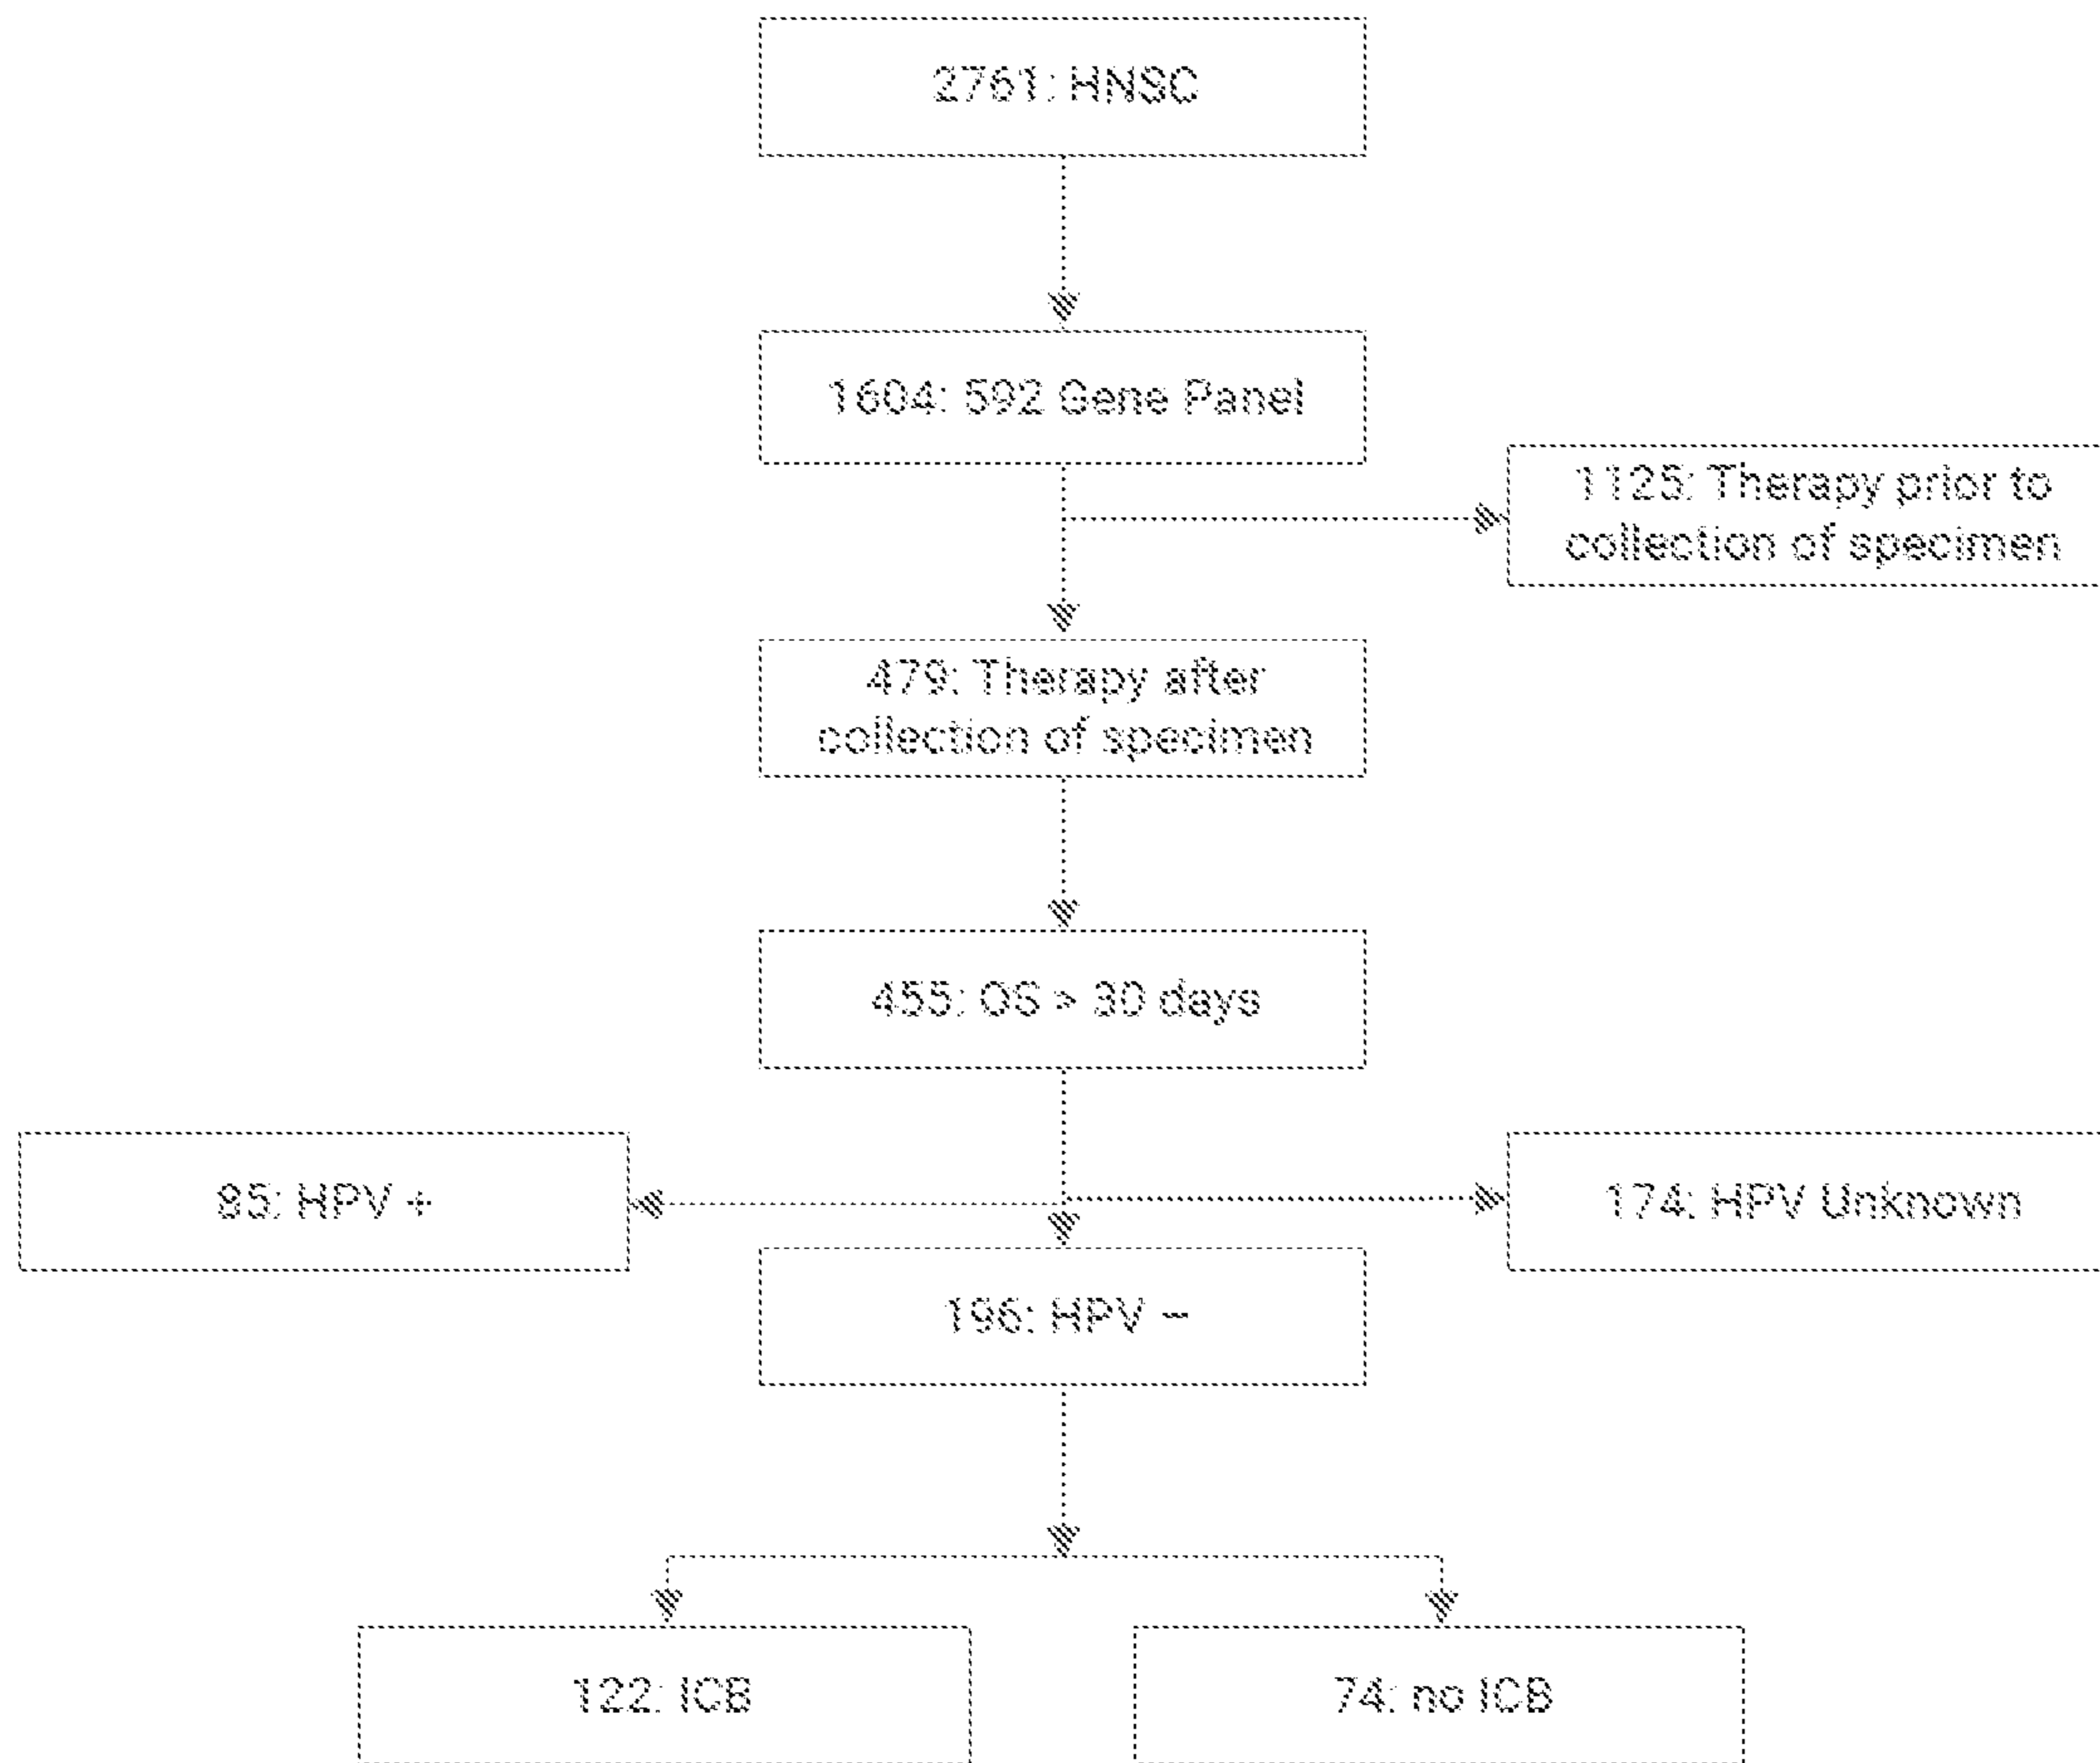 2761: HNSC
1604: 592 Gene Panel
1125: Therapy prior to
collection of specimen
479: Therapy after
collection of specimen
455: OS > 30 days
85: HPV +
174: HPV Unknown
196: HPV –
122: ICB
74: no ICB